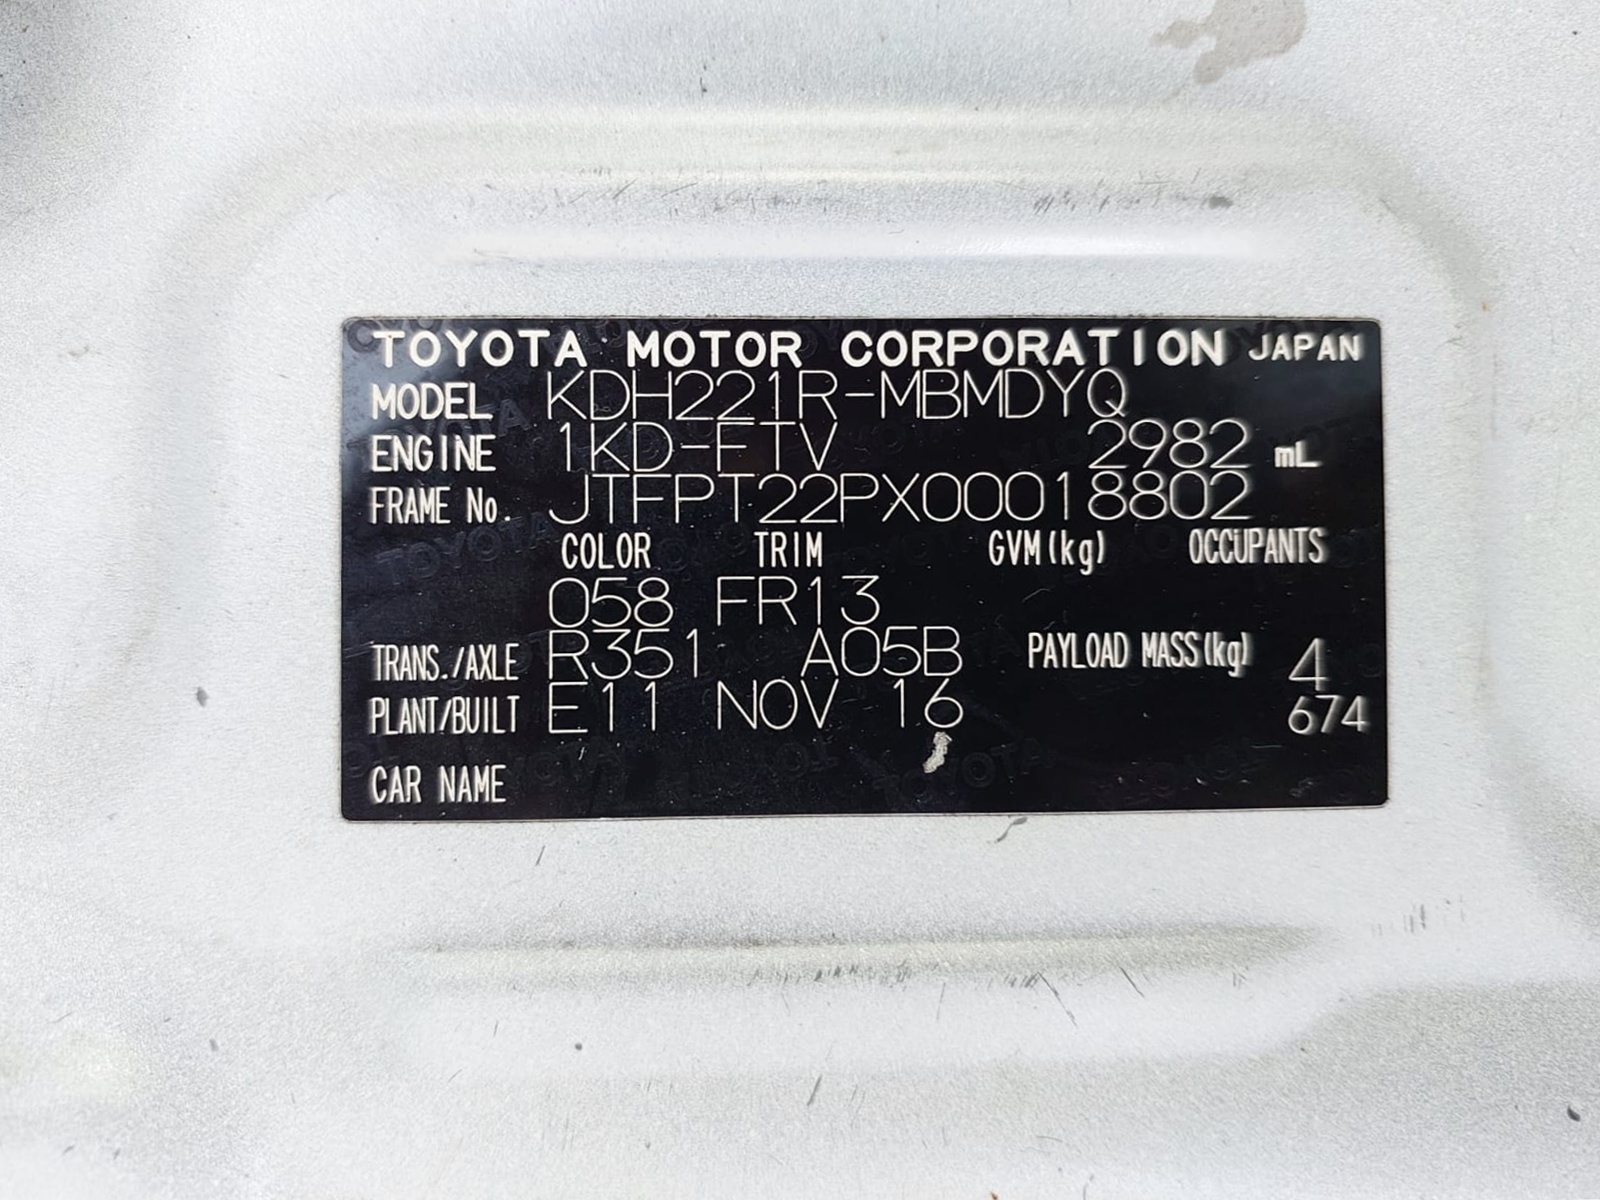 TOYOTA MOTOR CORPORATION JAPAN
MODEL KDH221R-MBMDYQ
ENGINE 1KD-FTV 2982 mL
FRAME No. JTFPT22PX00018802
COLOR TRIM GVM(kg) OCCUPANTS
058 FR13
TRANS./AXLE R351 A05B PAYLOAD MASS(kg) 4
PLANT/BUILT E11 NOV 16 674
CAR NAME